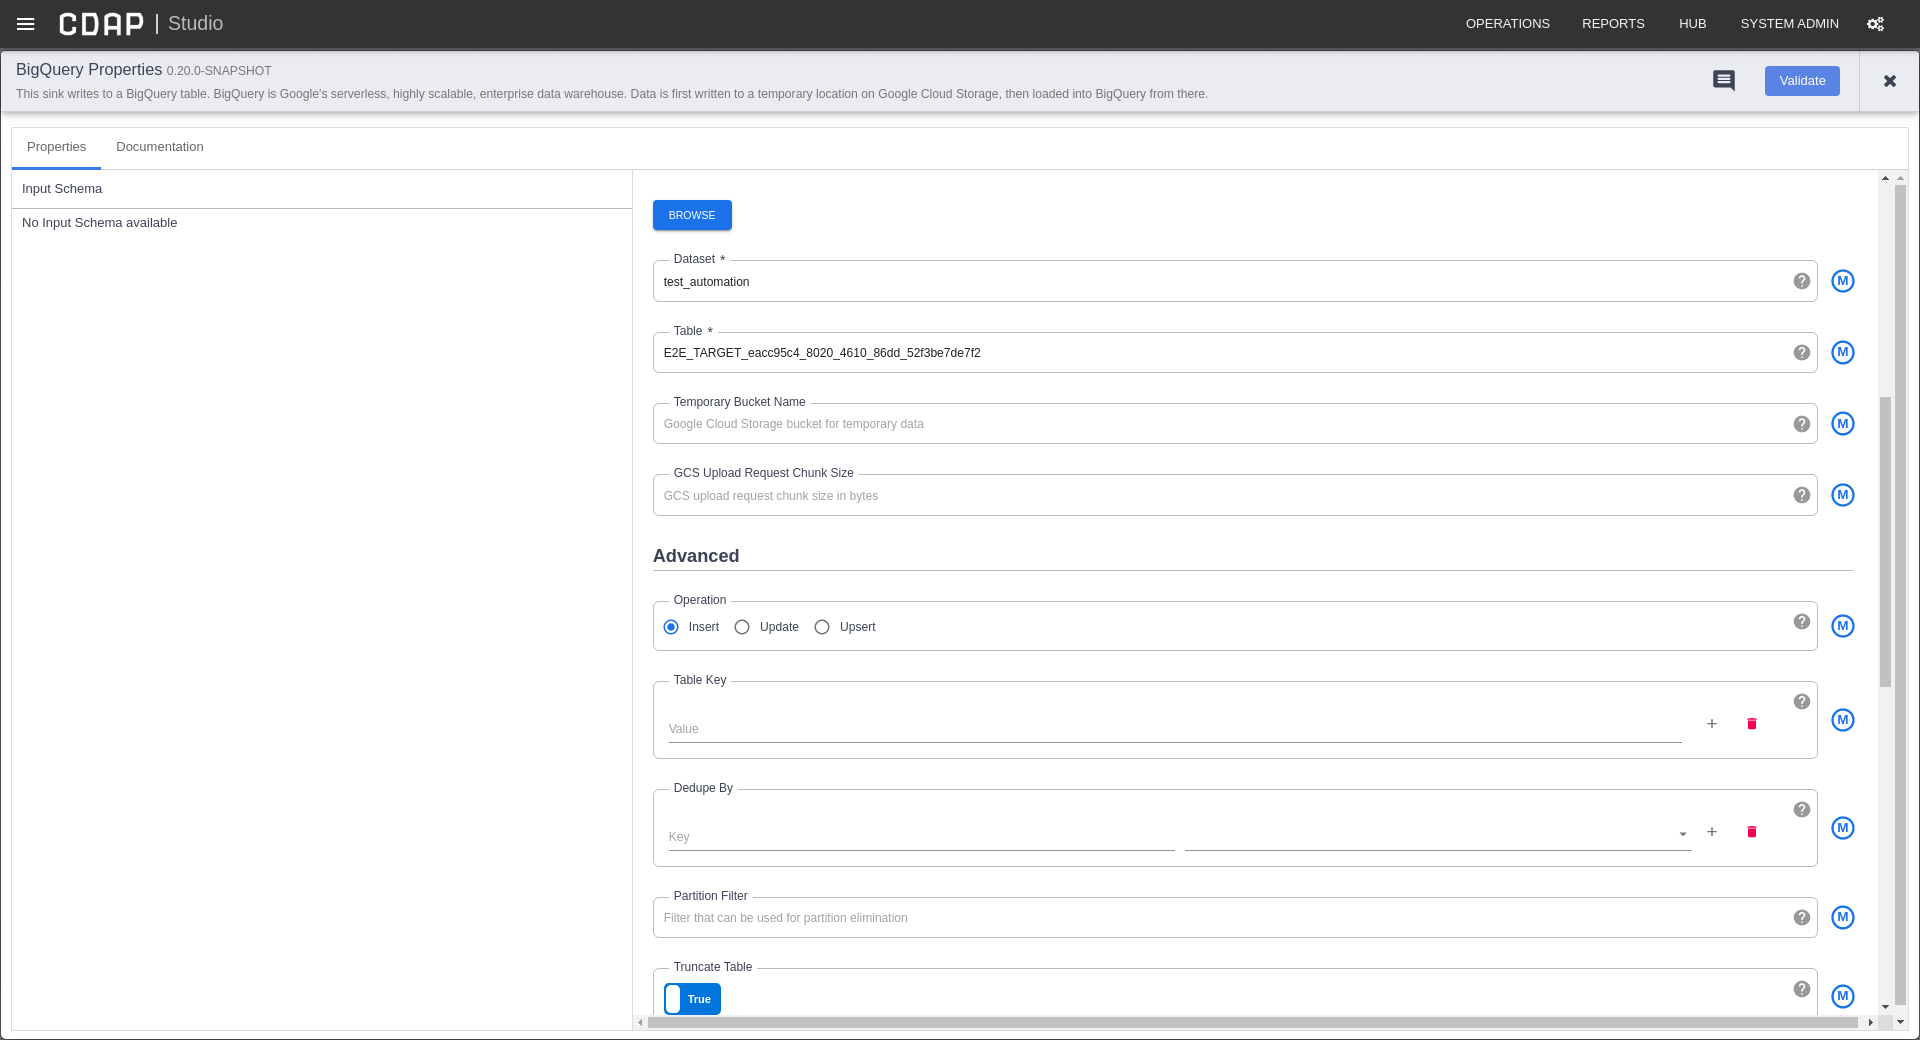 CDAP | Studio
OPERATIONS REPORTS HUB SYSTEM ADMIN
BigQuery Properties 0.20.0-SNAPSHOT
This sink writes to a BigQuery table. BigQuery is Google's serverless, highly scalable, enterprise data warehouse. Data is first written to a temporary location on Google Cloud Storage, then loaded into BigQuery from there.
Validate
Properties Documentation
Input Schema
No Input Schema available
BROWSE
Dataset *
test_automation
M
Table *
E2E_TARGET_eacc95c4_8020_4610_86dd_52f3be7de7f2
M
Temporary Bucket Name
Google Cloud Storage bucket for temporary data
M
GCS Upload Request Chunk Size
GCS upload request chunk size in bytes
M
Advanced
Operation
Insert Update Upsert
M
Table Key
Value
M
Dedupe By
Key
M
Partition Filter
Filter that can be used for partition elimination
M
Truncate Table
True
M